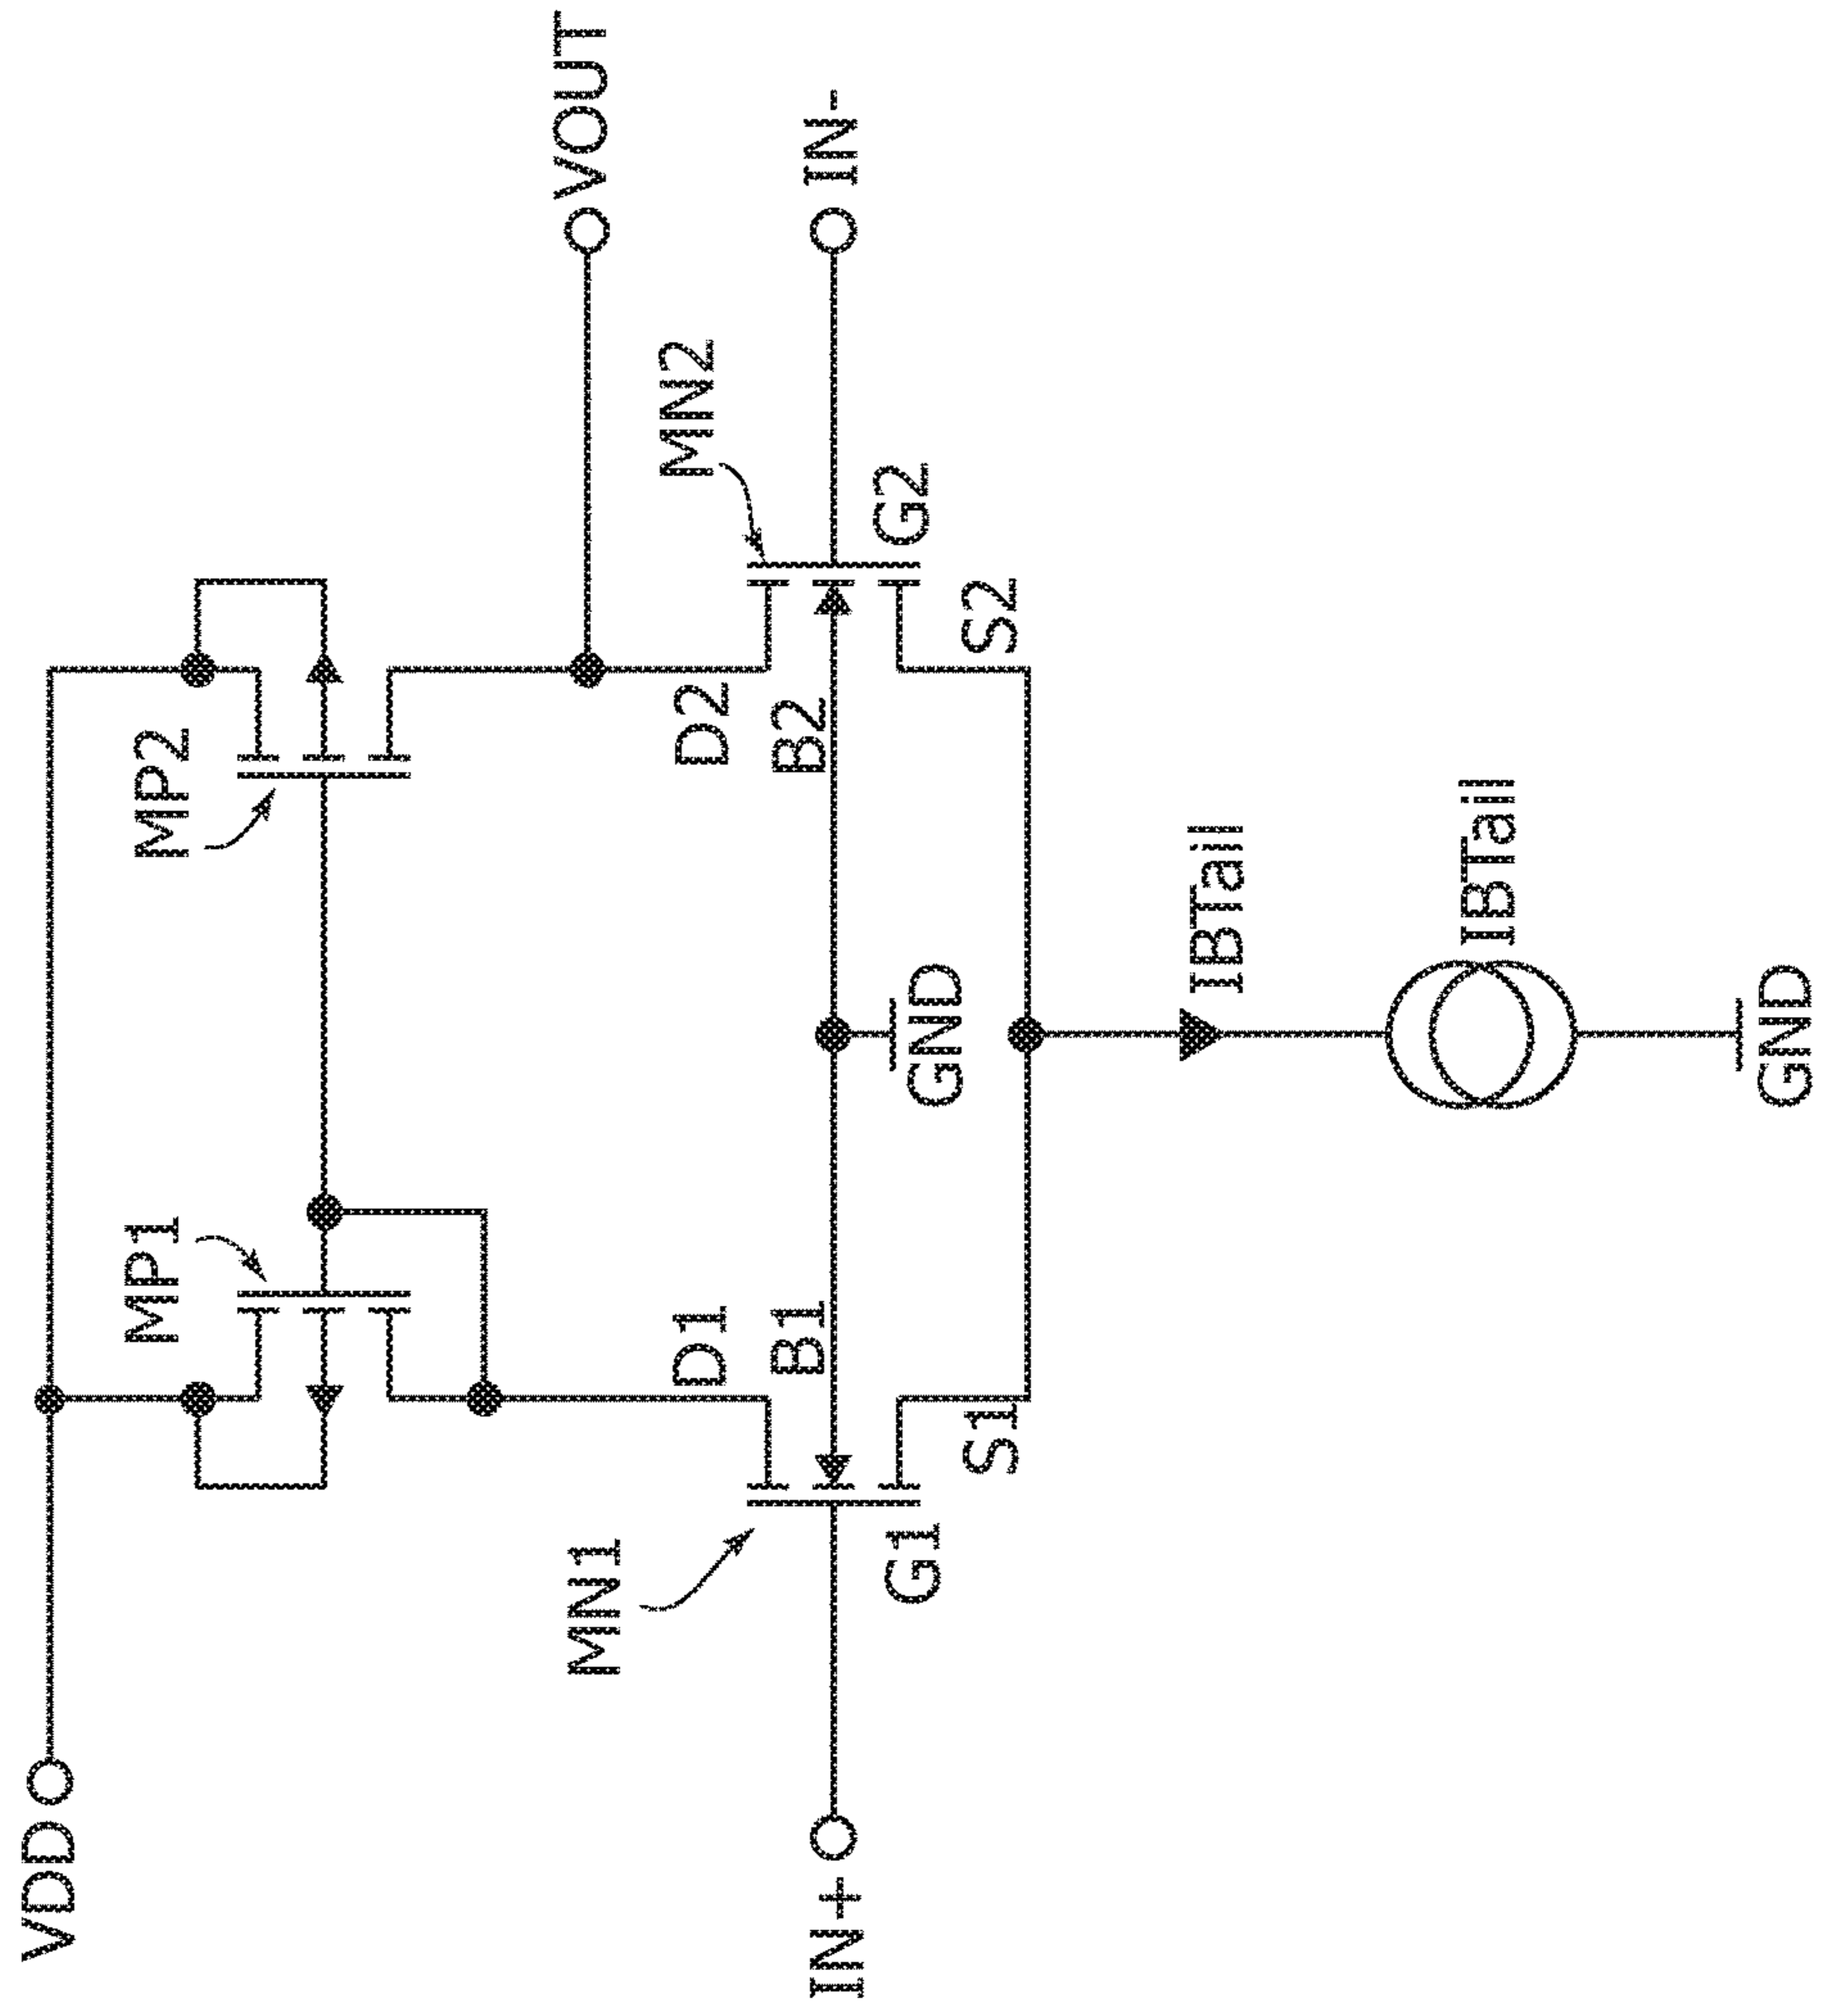 VDD
MP1
MP2
VOUT
MN1
D1
D2
MN2
IN+
B1
B2
IN-
G1
GND
G2
S1
S2
IBTail
IBTail
GND